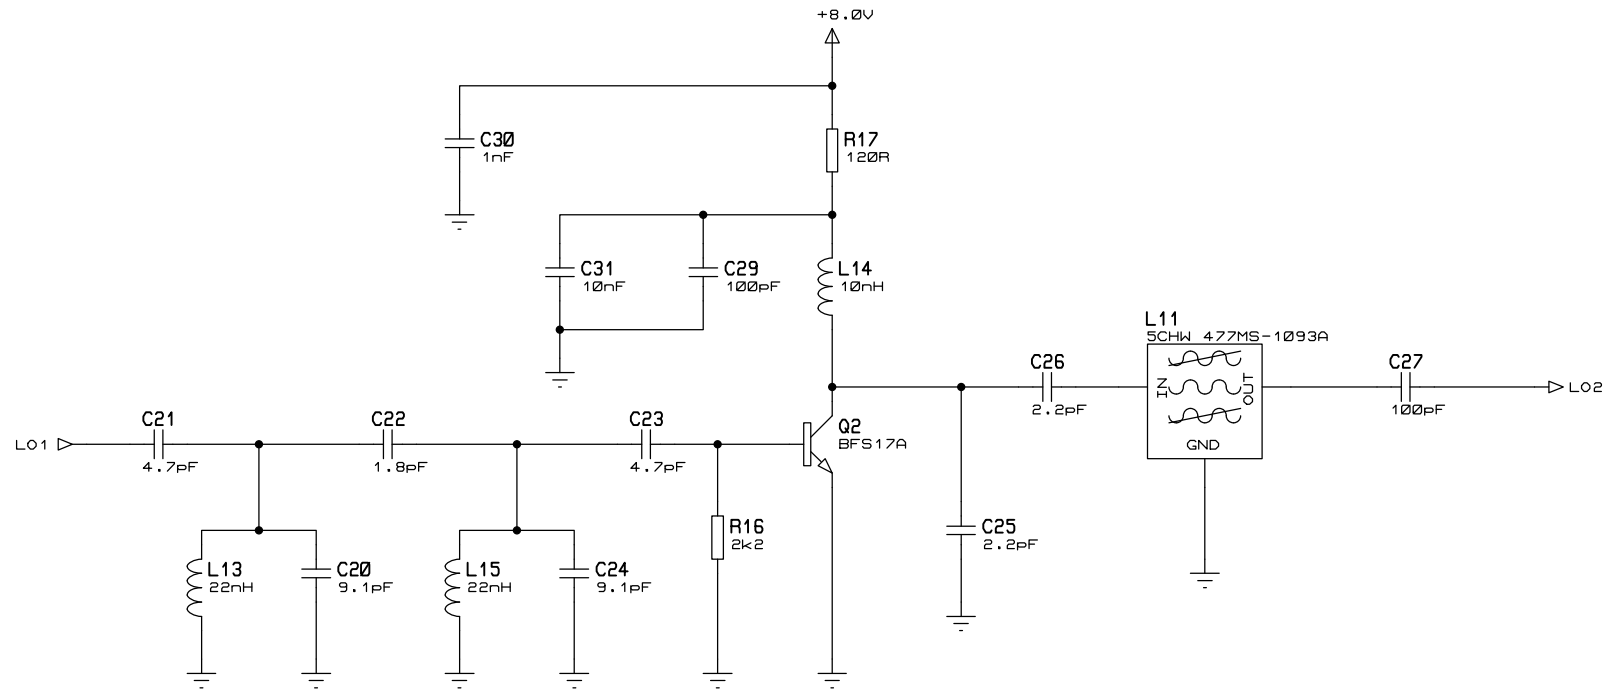 +8.0V
C30
1nF
R17
120R
C31
10nF
C29
100pF
L14
10nH
L11
5CHW 477MS-1093A
IN
OUT
GND
C26
2.2pF
C27
100pF
LO2
LO1
C21
4.7pF
C22
1.8pF
C23
4.7pF
Q2
BFS17A
R16
2k2
C25
2.2pF
L13
22nH
C20
9.1pF
L15
22nH
C24
9.1pF